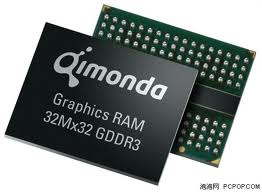 Qimonda
Graphics RAM
32Mx32 GDDR3
泡泡网 PCPOP.COM